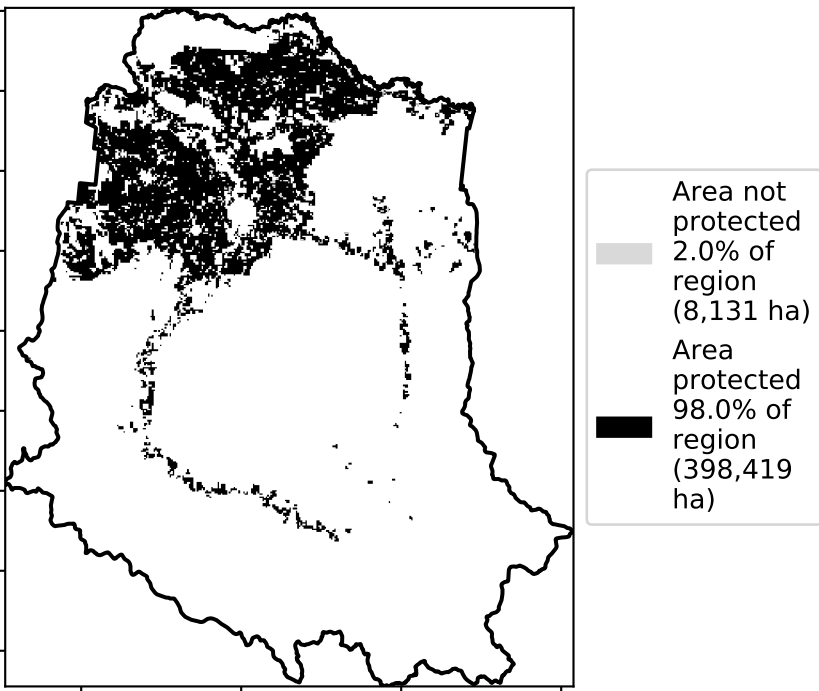 Area not
protected
2.0% of
region
(8,131 ha)
Area
protected
98.0% of
region
(398,419
ha)